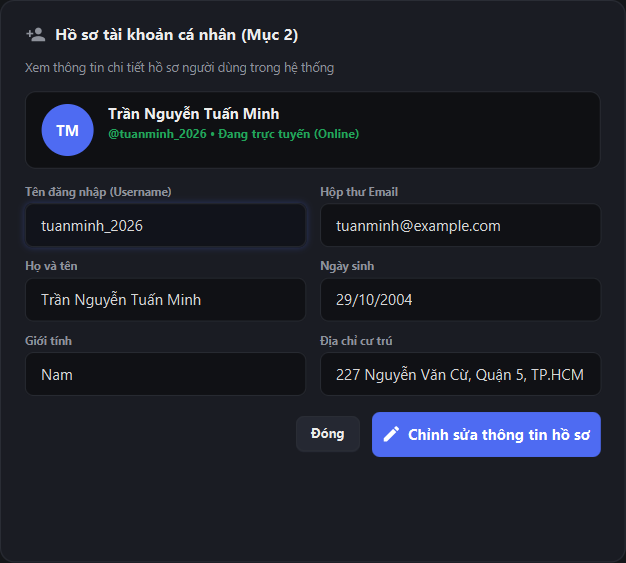 Hồ sơ tài khoản cá nhân (Mục 2)
Xem thông tin chi tiết hồ sơ người dùng trong hệ thống
TM
Trần Nguyễn Tuấn Minh
@tuanminh_2026 • Đang trực tuyến (Online)
Tên đăng nhập (Username)
tuanminh_2026
Hộp thư Email
tuanminh@example.com
Họ và tên
Trần Nguyễn Tuấn Minh
Ngày sinh
29/10/2004
Giới tính
Nam
Địa chỉ cư trú
227 Nguyễn Văn Cừ, Quận 5, TP.HCM
Đóng
Chỉnh sửa thông tin hồ sơ